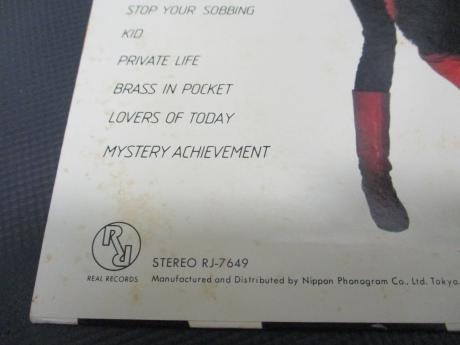 STOP YOUR SOBBING
KID
PRIVATE LIFE
BRASS IN POCKET
LOVERS OF TODAY
MYSTERY ACHIEVEMENT
RR
REAL RECORDS
STEREO RJ-7649
Manufactured and Distributed by Nippon Phonogram Co., Ltd. Tokyo.